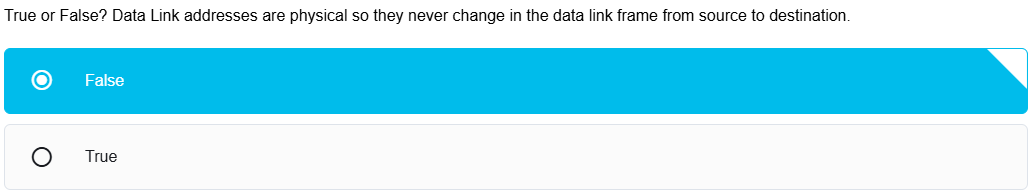 True or False? Data Link addresses are physical so they never change in the data link frame from source to destination.
False
True